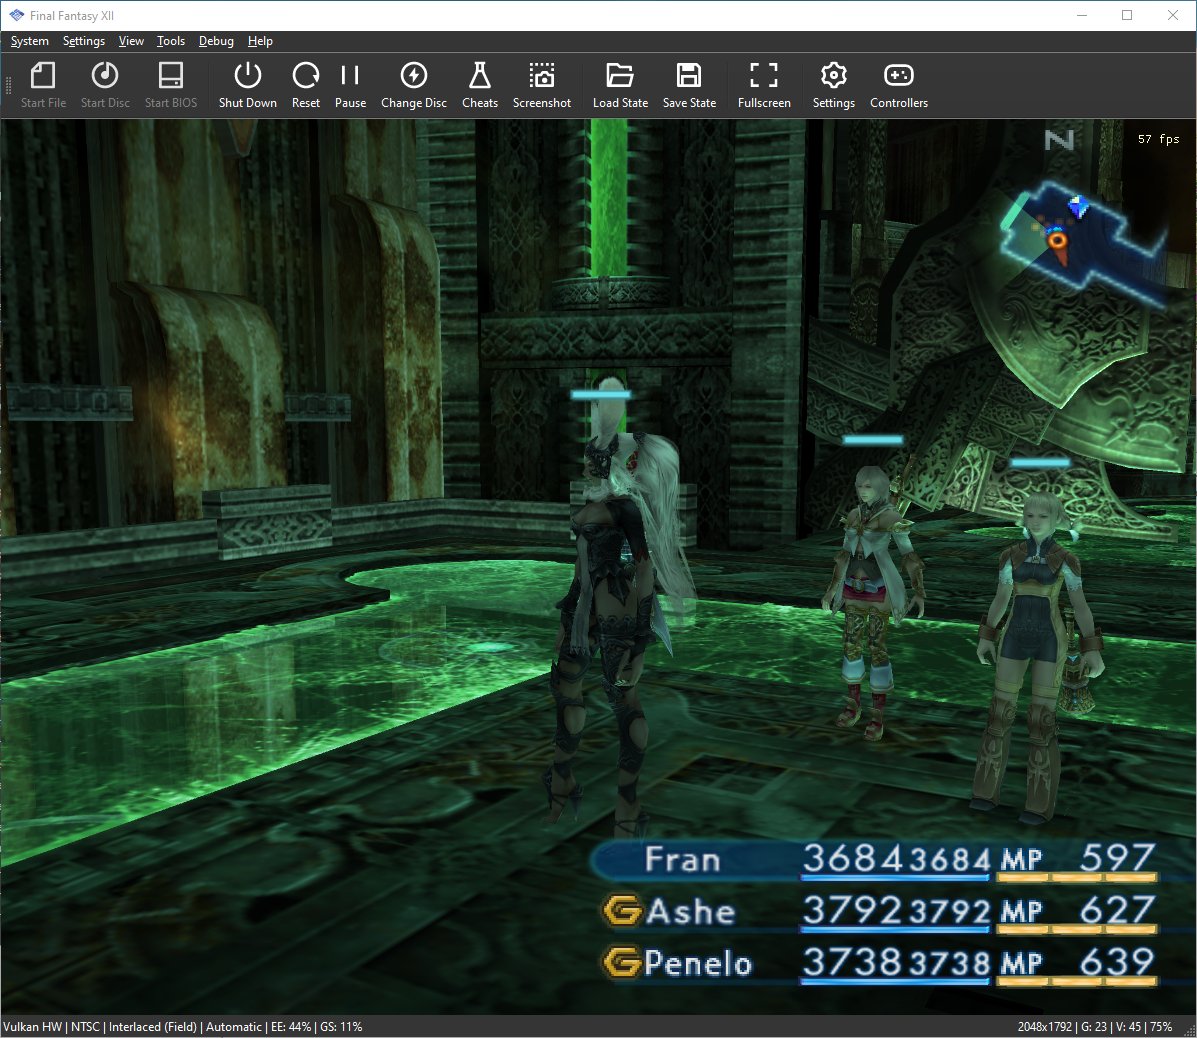 Final Fantasy XII
System Settings View Tools Debug Help
Start File Start Disc Start BIOS Shut Down Reset Pause Change Disc Cheats Screenshot Load State Save State Fullscreen Settings Controllers
N
57 fps
Fran 3684 3684 MP 597
G Ashe 3792 3792 MP 627
G Penelo 3738 3738 MP 639
Vulkan HW | NTSC | Interlaced (Field) | Automatic | EE: 44% | GS: 11% 2048x1792 | G: 23 | V: 45 | 75%